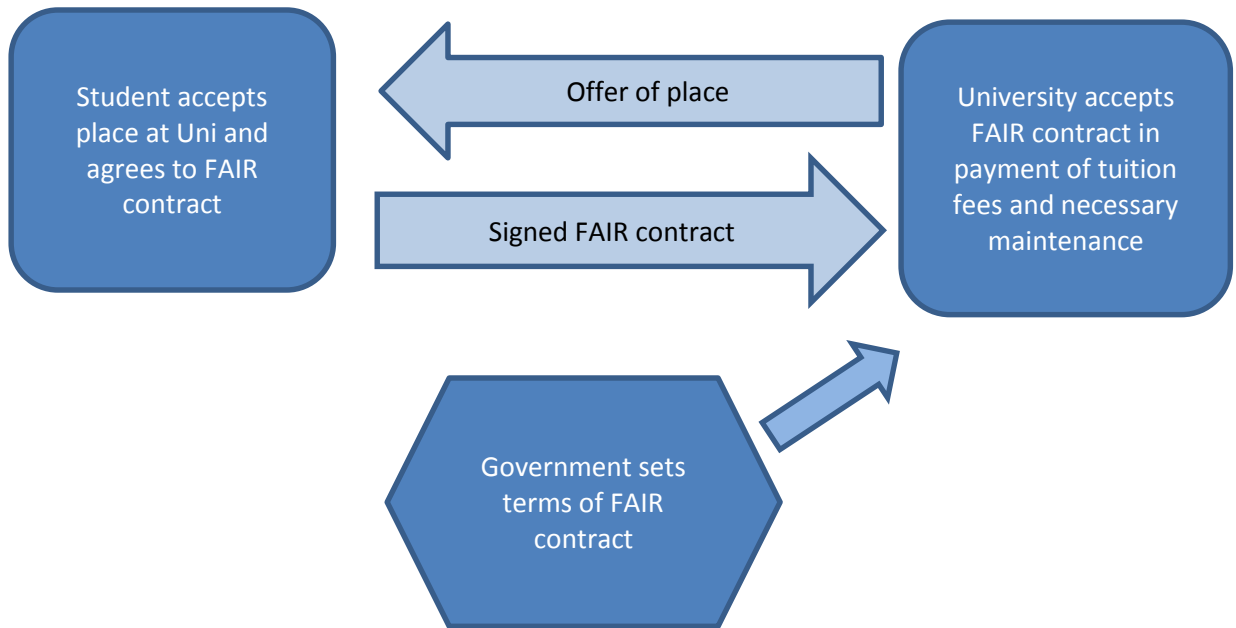 Student accepts
place at Uni and
agrees to FAIR
contract
Offer of place
Signed FAIR contract
University accepts
FAIR contract in
payment of tuition
fees and necessary
maintenance
Government sets
terms of FAIR
contract